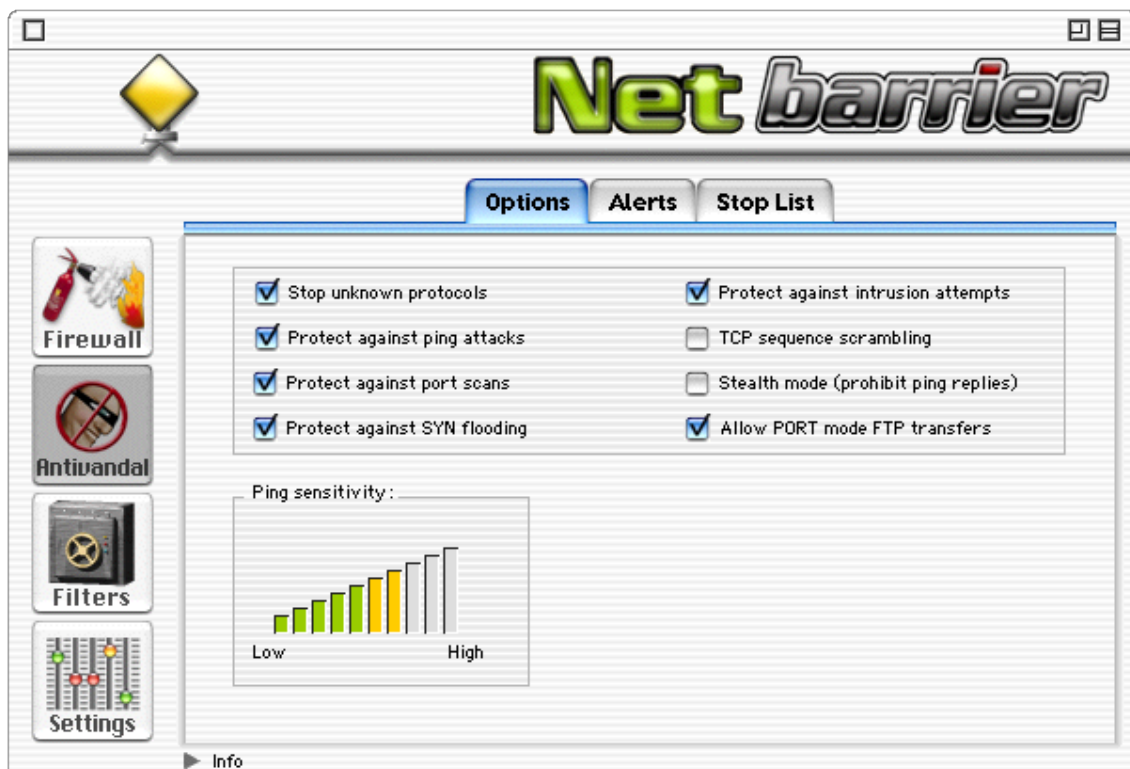 Net barrier
Options Alerts Stop List
Firewall
Antivandal
Filters
Settings
Stop unknown protocols
Protect against ping attacks
Protect against port scans
Protect against SYN flooding
Protect against intrusion attempts
TCP sequence scrambling
Stealth mode (prohibit ping replies)
Allow PORT mode FTP transfers
Ping sensitivity:
Low High
Info